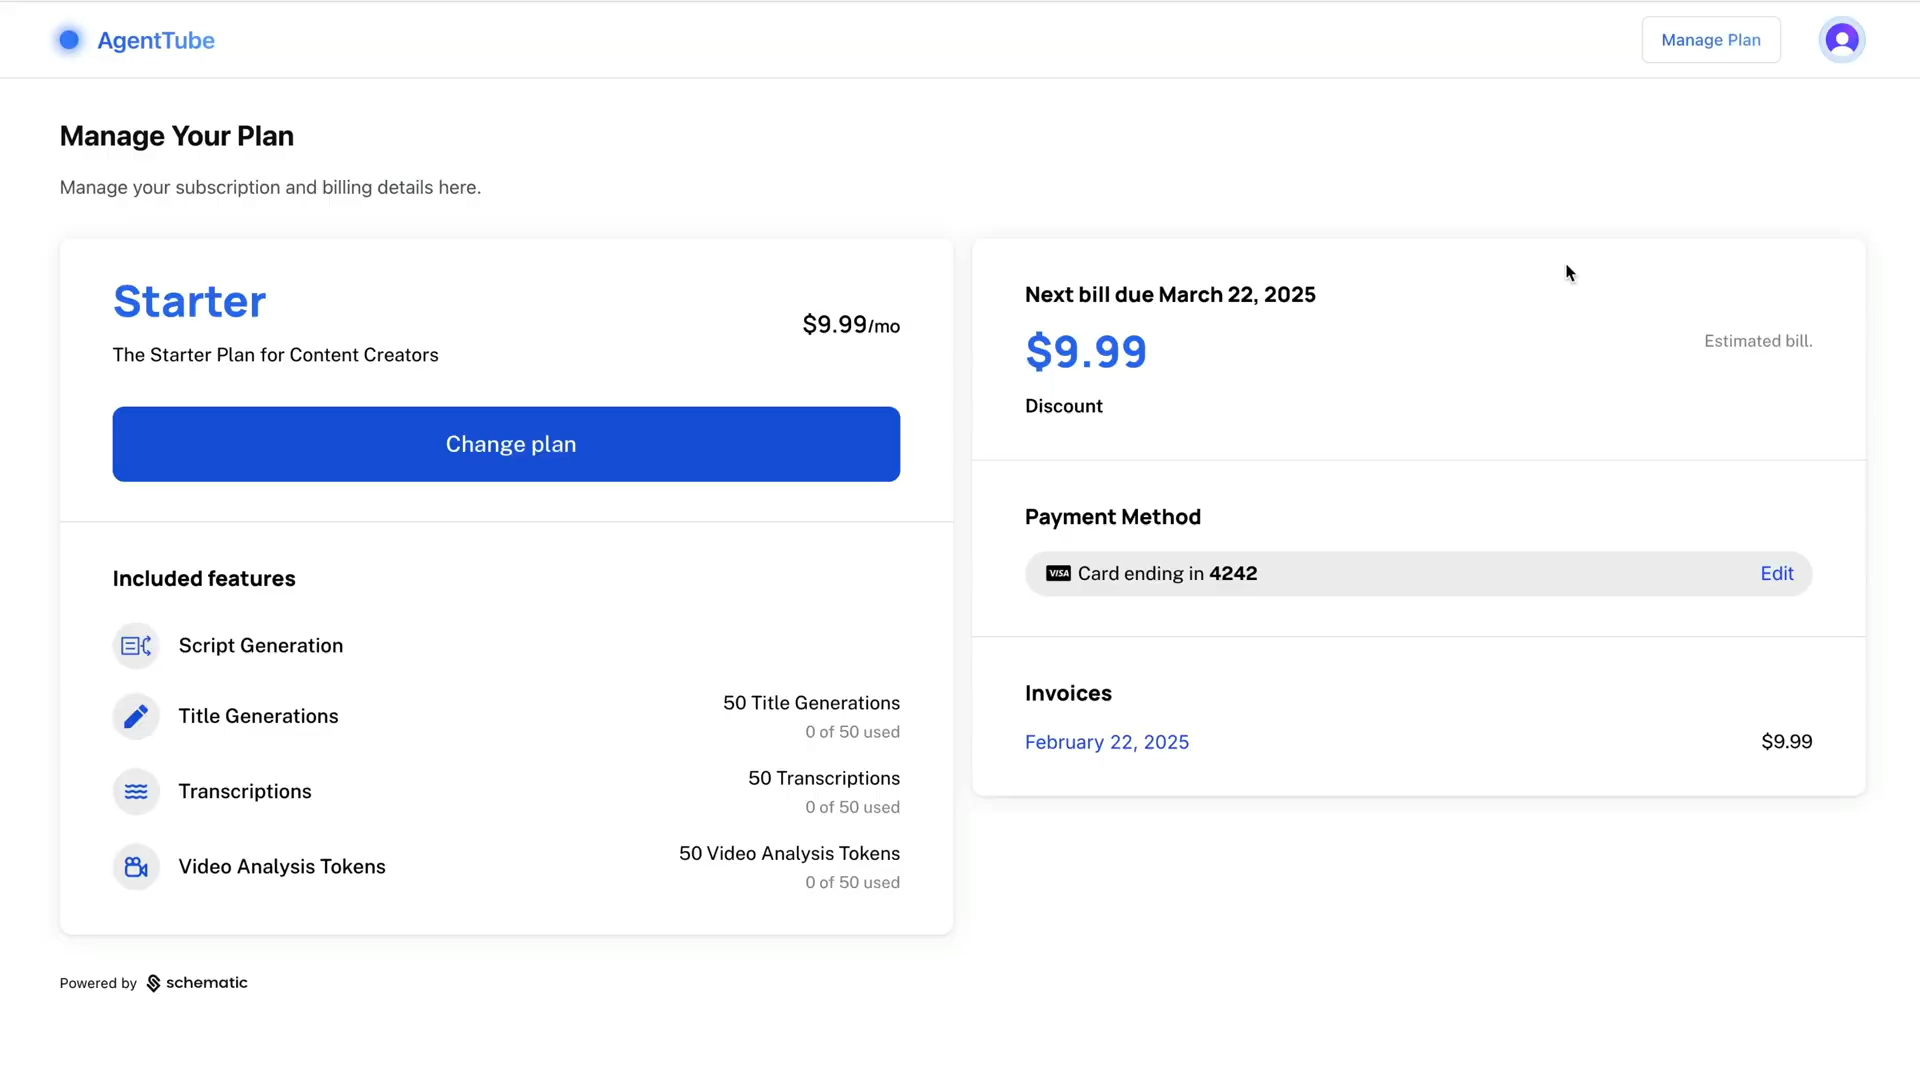 AgentTube
Manage Plan
Manage Your Plan
Manage your subscription and billing details here.
Starter
$9.99/mo
The Starter Plan for Content Creators
Change plan
Included features
Script Generation
Title Generations
50 Title Generations
0 of 50 used
Transcriptions
50 Transcriptions
0 of 50 used
Video Analysis Tokens
50 Video Analysis Tokens
0 of 50 used
Next bill due March 22, 2025
$9.99
Estimated bill.
Discount
Payment Method
VISA Card ending in 4242
Edit
Invoices
February 22, 2025
$9.99
Powered by schematic